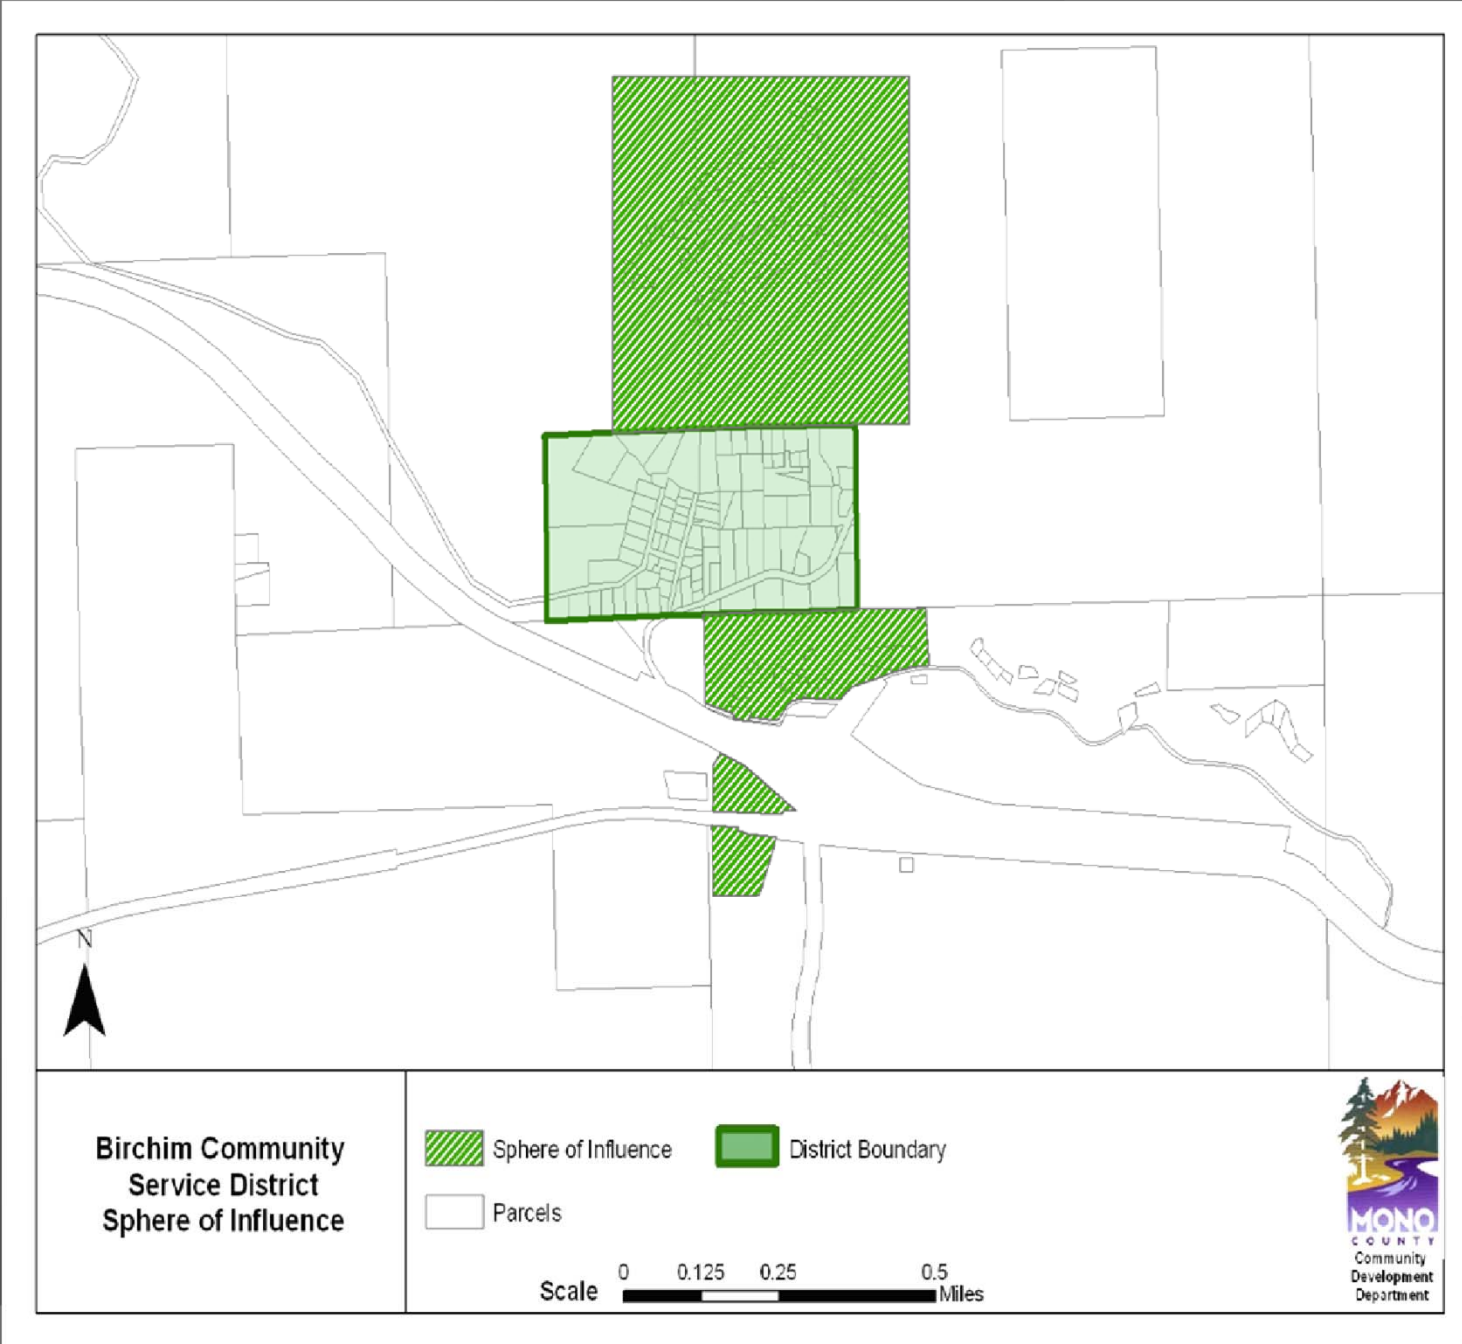 N
Birchim Community
Service District
Sphere of Influence
Sphere of Influence
District Boundary
Parcels
0 0.125 0.25 0.5
Scale
Miles
MONO
COUNTY
Community
Development
Department